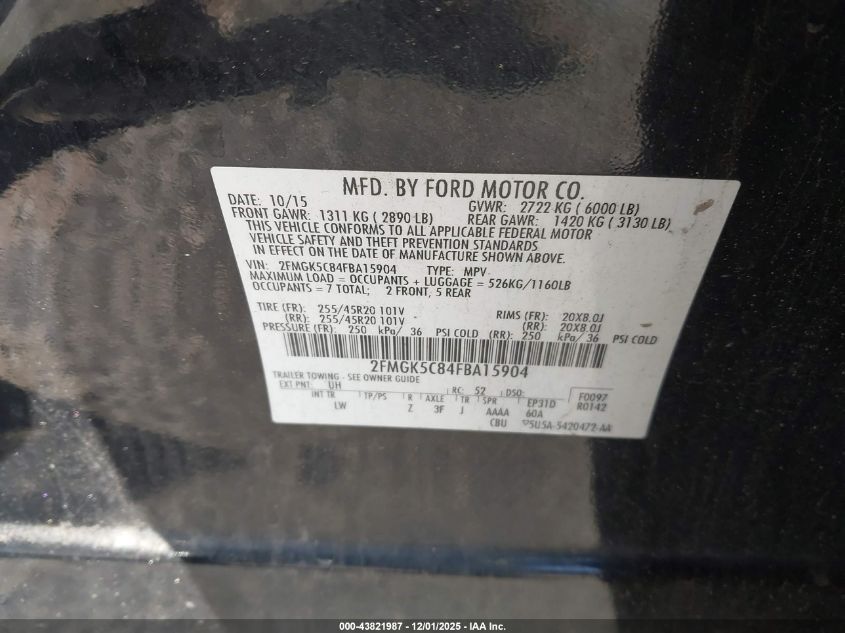 MFD. BY FORD MOTOR CO.
DATE: 10/15 GVWR: 2722 KG ( 6000 LB)
FRONT GAWR: 1311 KG ( 2890 LB) REAR GAWR: 1420 KG ( 3130 LB)
THIS VEHICLE CONFORMS TO ALL APPLICABLE FEDERAL MOTOR
VEHICLE SAFETY AND THEFT PREVENTION STANDARDS
IN EFFECT ON THE DATE OF MANUFACTURE SHOWN ABOVE.
VIN: 2FMGK5C84FBA15904 TYPE: MPV
MAXIMUM LOAD = OCCUPANTS + LUGGAGE = 526KG/1160LB
OCCUPANTS = 7 TOTAL; 2 FRONT, 5 REAR
TIRE (FR): 255/45R20 101V RIMS (FR): 20X8.0J
(RR): 255/45R20 101V (RR): 20X8.0J
PRESSURE (FR): 250 kPa/ 36 PSI COLD (RR): 250 kPa/ 36 PSI COLD
2FMGK5C84FBA15904
TRAILER TOWING - SEE OWNER GUIDE
EXT PNT: UH RC: 52 DSO: F0097
INT TR TP/PS R AXLE TR SPR EP31D R0142
LW Z 3F J AAAA 60A
CBU 5U5A-5420472-AA
000-43821987 - 12/01/2025 - IAA Inc.